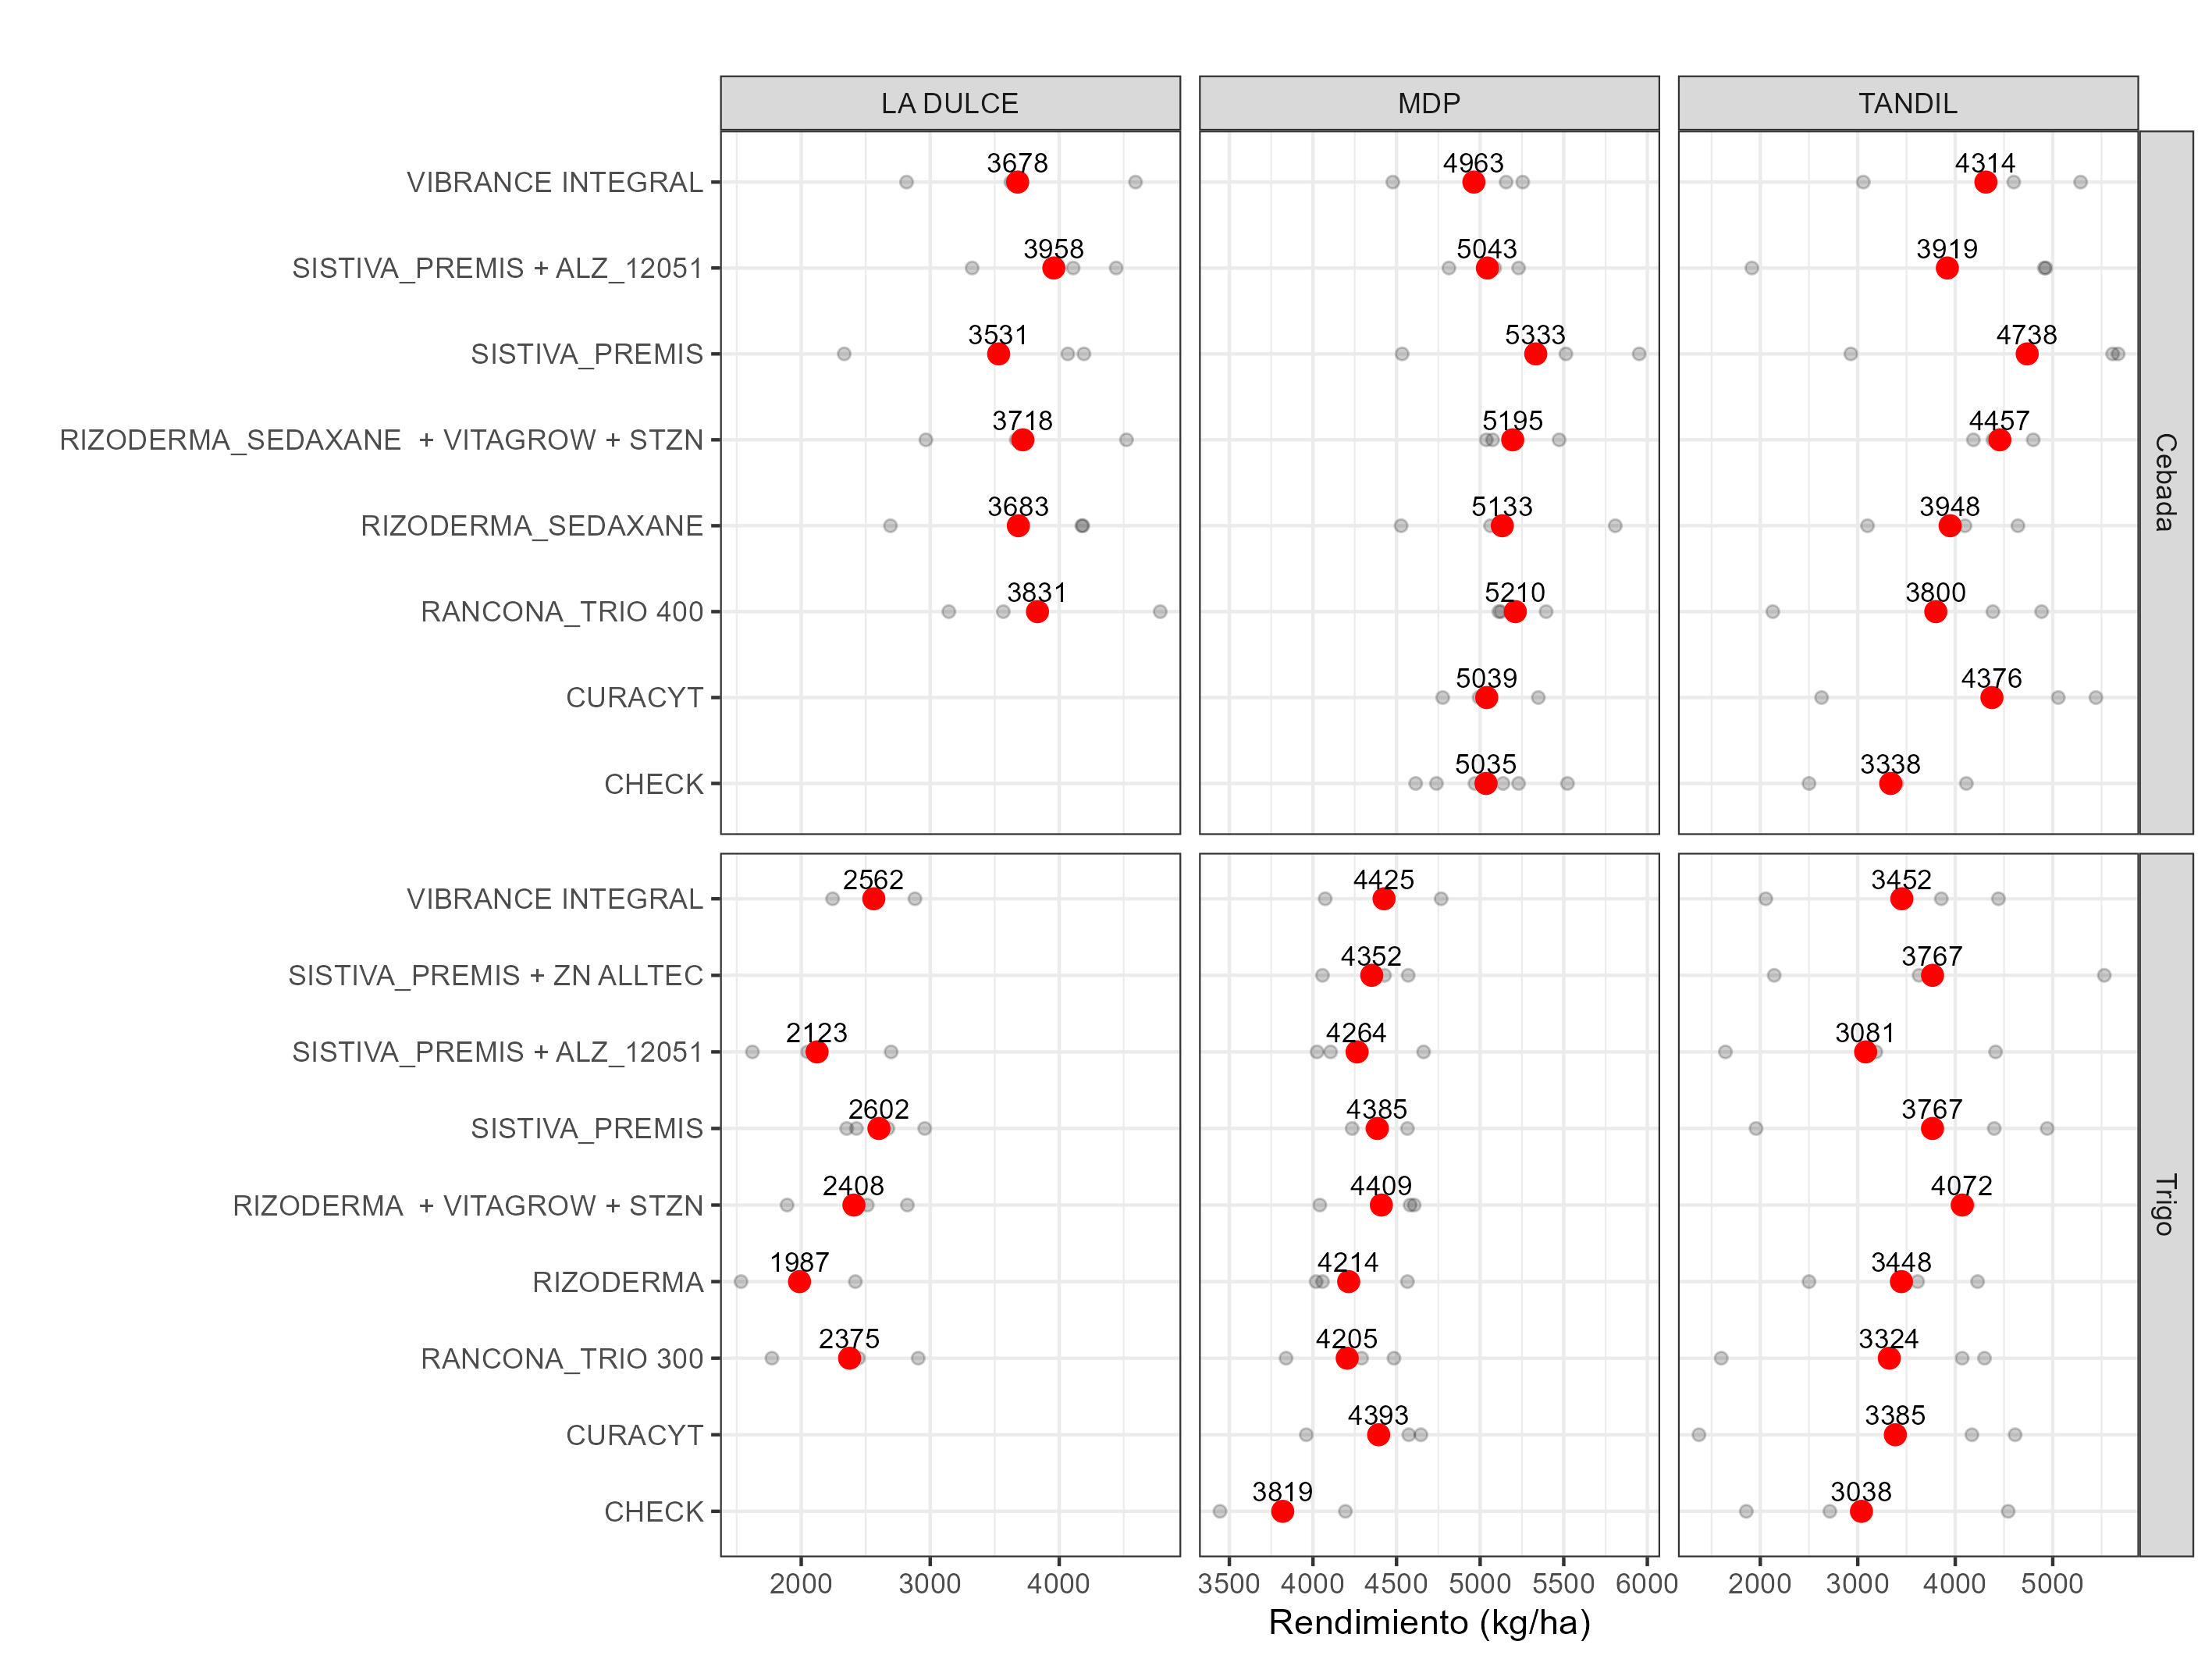 LA DULCE MDP TANDIL
3678 4963 4314
VIBRANCE INTEGRAL
3958 5043 3919
SISTIVA_PREMIS + ALZ_12051
3531 5333 4738
SISTIVA_PREMIS
3718 5195 4457
RIZODERMA_SEDAXANE  + VITAGROW + STZN
3683 5133 3948
RIZODERMA_SEDAXANE
3831 5210 3800
RANCONA_TRIO 400
5039 4376
CURACYT
5035 3338
CHECK
Cebada
2562 4425 3452
VIBRANCE INTEGRAL
4352 3767
SISTIVA_PREMIS + ZN ALLTEC
2123 4264 3081
SISTIVA_PREMIS + ALZ_12051
2602 4385 3767
SISTIVA_PREMIS
2408 4409 4072
RIZODERMA  + VITAGROW + STZN
1987 4214 3448
RIZODERMA
2375 4205 3324
RANCONA_TRIO 300
4393 3385
CURACYT
3819 3038
CHECK
Trigo
2000 3000 4000 3500 4000 4500 5000 5500 6000 2000 3000 4000 5000
Rendimiento (kg/ha)